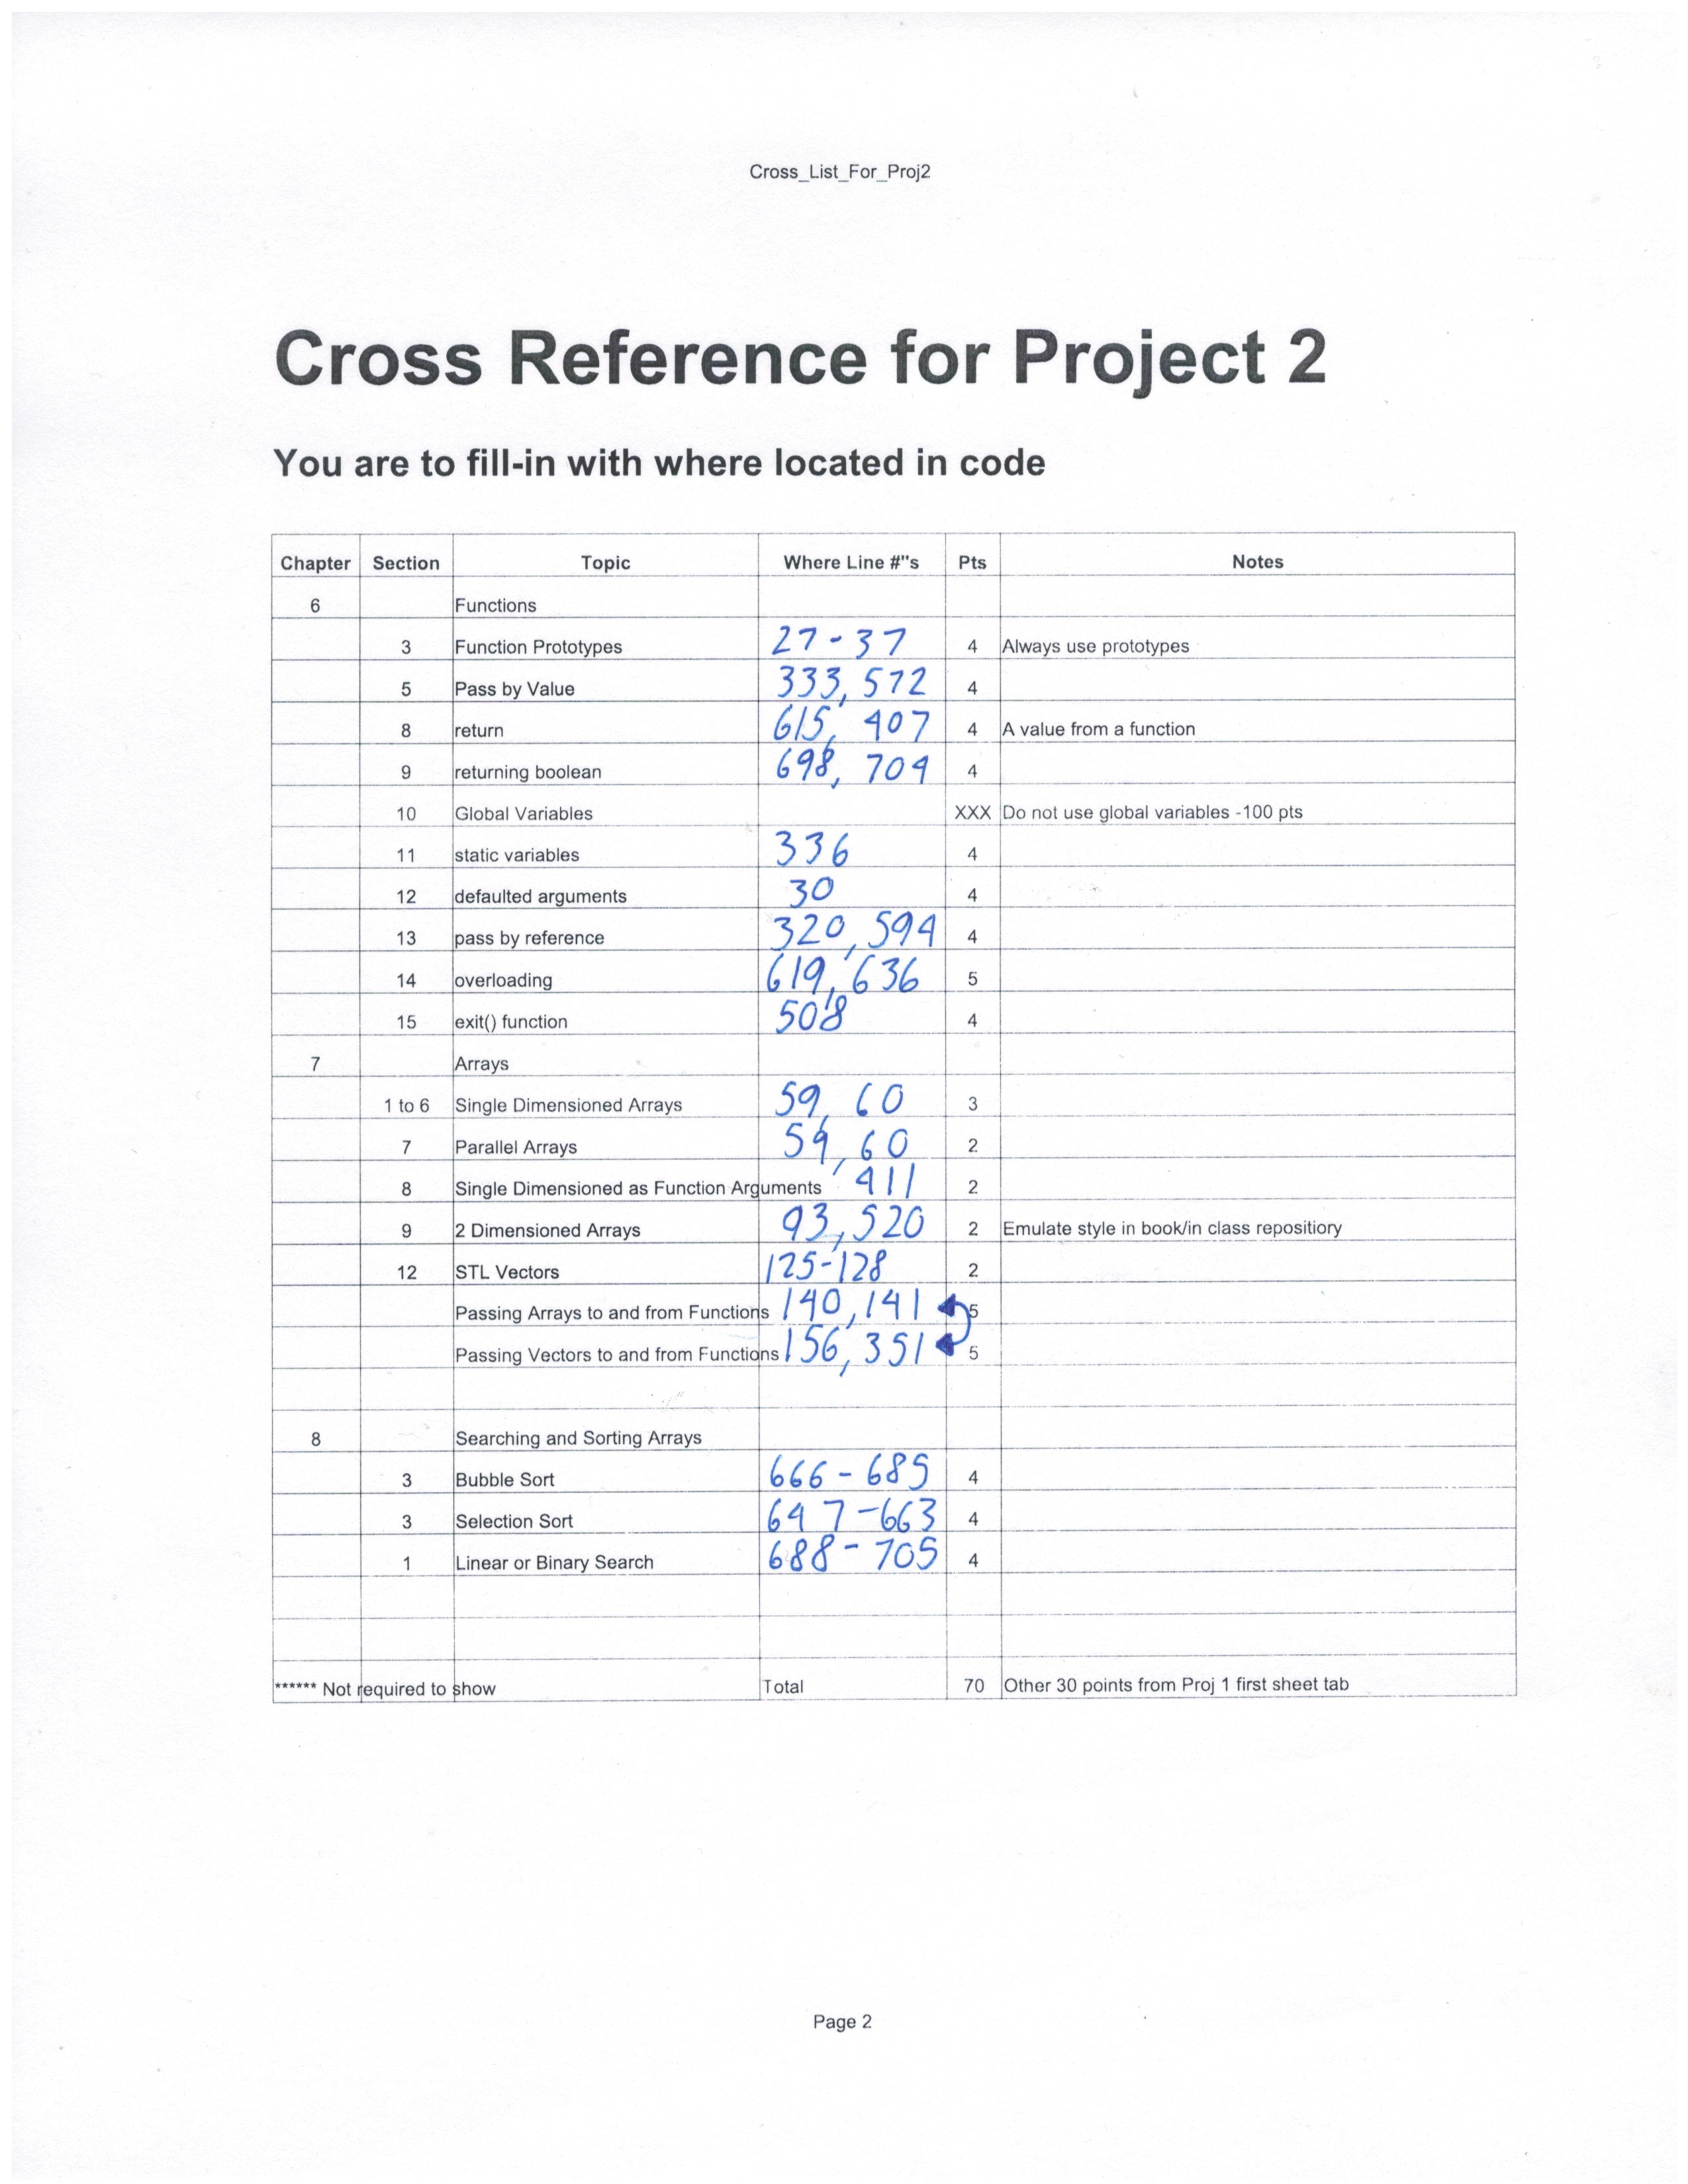 Cross_List_For_Proj2
Cross Reference for Project 2
You are to fill-in with where located in code
Chapter Section Topic Where Line #"s Pts Notes
6 Functions
3 Function Prototypes 27-37 4 Always use prototypes
5 Pass by Value 333, 572 4
8 return 615, 407 4 A value from a function
9 returning boolean 698, 704 4
10 Global Variables XXX Do not use global variables -100 pts
11 static variables 336 4
12 defaulted arguments 30 4
13 pass by reference 320, 594 4
14 overloading 619, 636 5
15 exit() function 508 4
7 Arrays
1 to 6 Single Dimensioned Arrays 59, 60 3
7 Parallel Arrays 59, 60 2
8 Single Dimensioned as Function Arguments 411 2
9 2 Dimensioned Arrays 93, 520 2 Emulate style in book/in class repositiory
12 STL Vectors 125-128 2
Passing Arrays to and from Functions 140, 141 5
Passing Vectors to and from Functions 156, 351 5
8 Searching and Sorting Arrays
3 Bubble Sort 666-685 4
3 Selection Sort 647-663 4
1 Linear or Binary Search 688-705 4
****** Not required to show Total 70 Other 30 points from Proj 1 first sheet tab
Page 2